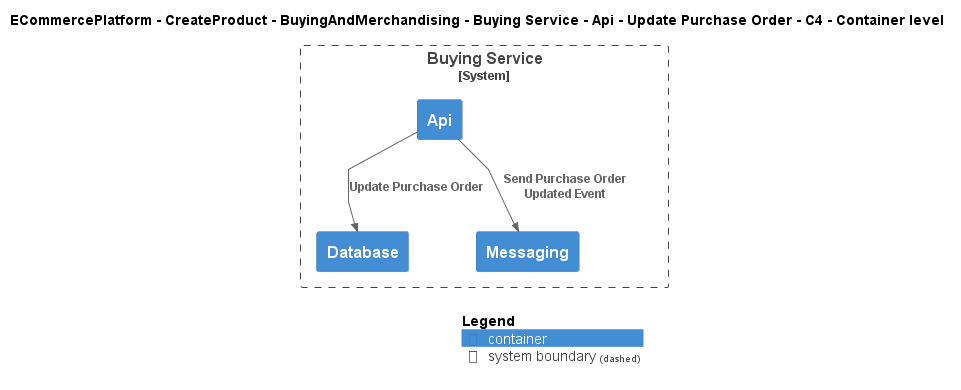 ECommercePlatform - CreateProduct - BuyingAndMerchandising - Buying Service - Api - Update Purchase Order - C4 - Container level
Buying Service
[System]
Api
Update Purchase Order
Send Purchase Order
Updated Event
Database
Messaging
Legend
container
system boundary (dashed)